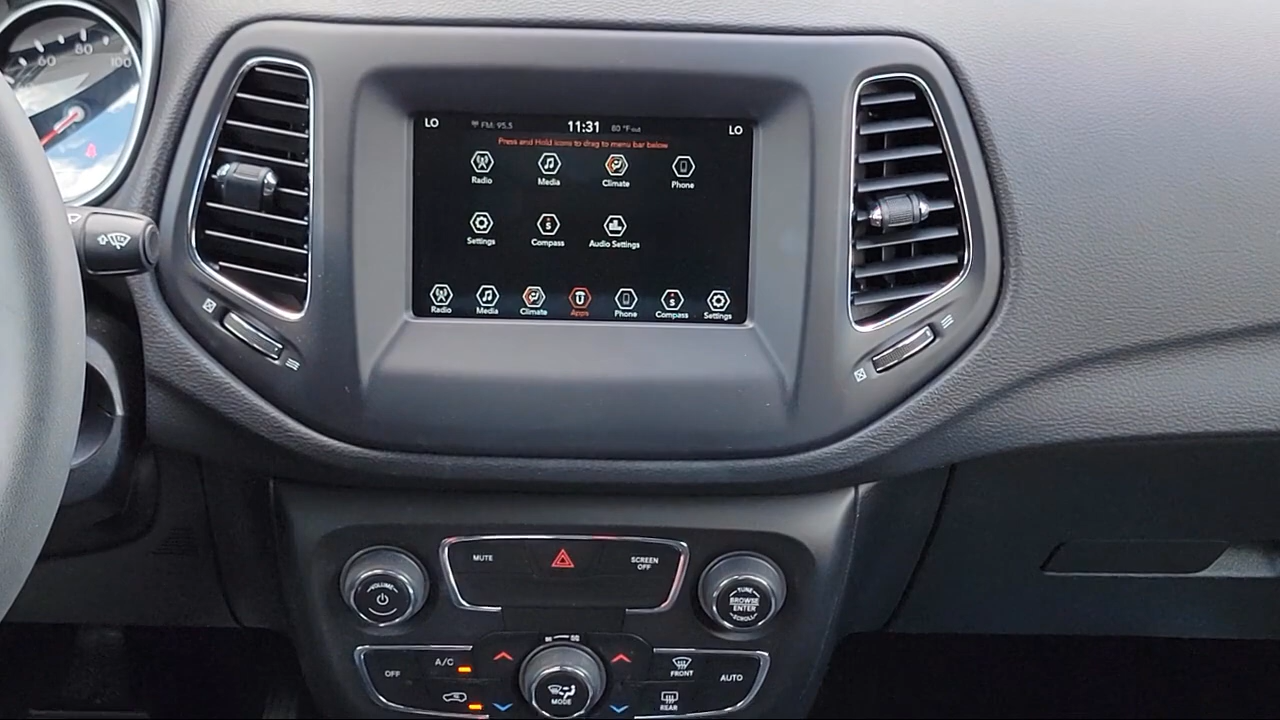 60 80 100
LO FM: 95.5 11:31 80 °F out LO
Press and Hold icons to drag to menu bar below
Radio Media Climate Phone
S
Settings Compass Audio Settings
S
Radio Media Climate Apps Phone Compass Settings
MUTE SCREEN OFF
VOLUME
TUNE
BROWSE
ENTER
SCROLL
OFF A/C FRONT AUTO
MODE REAR